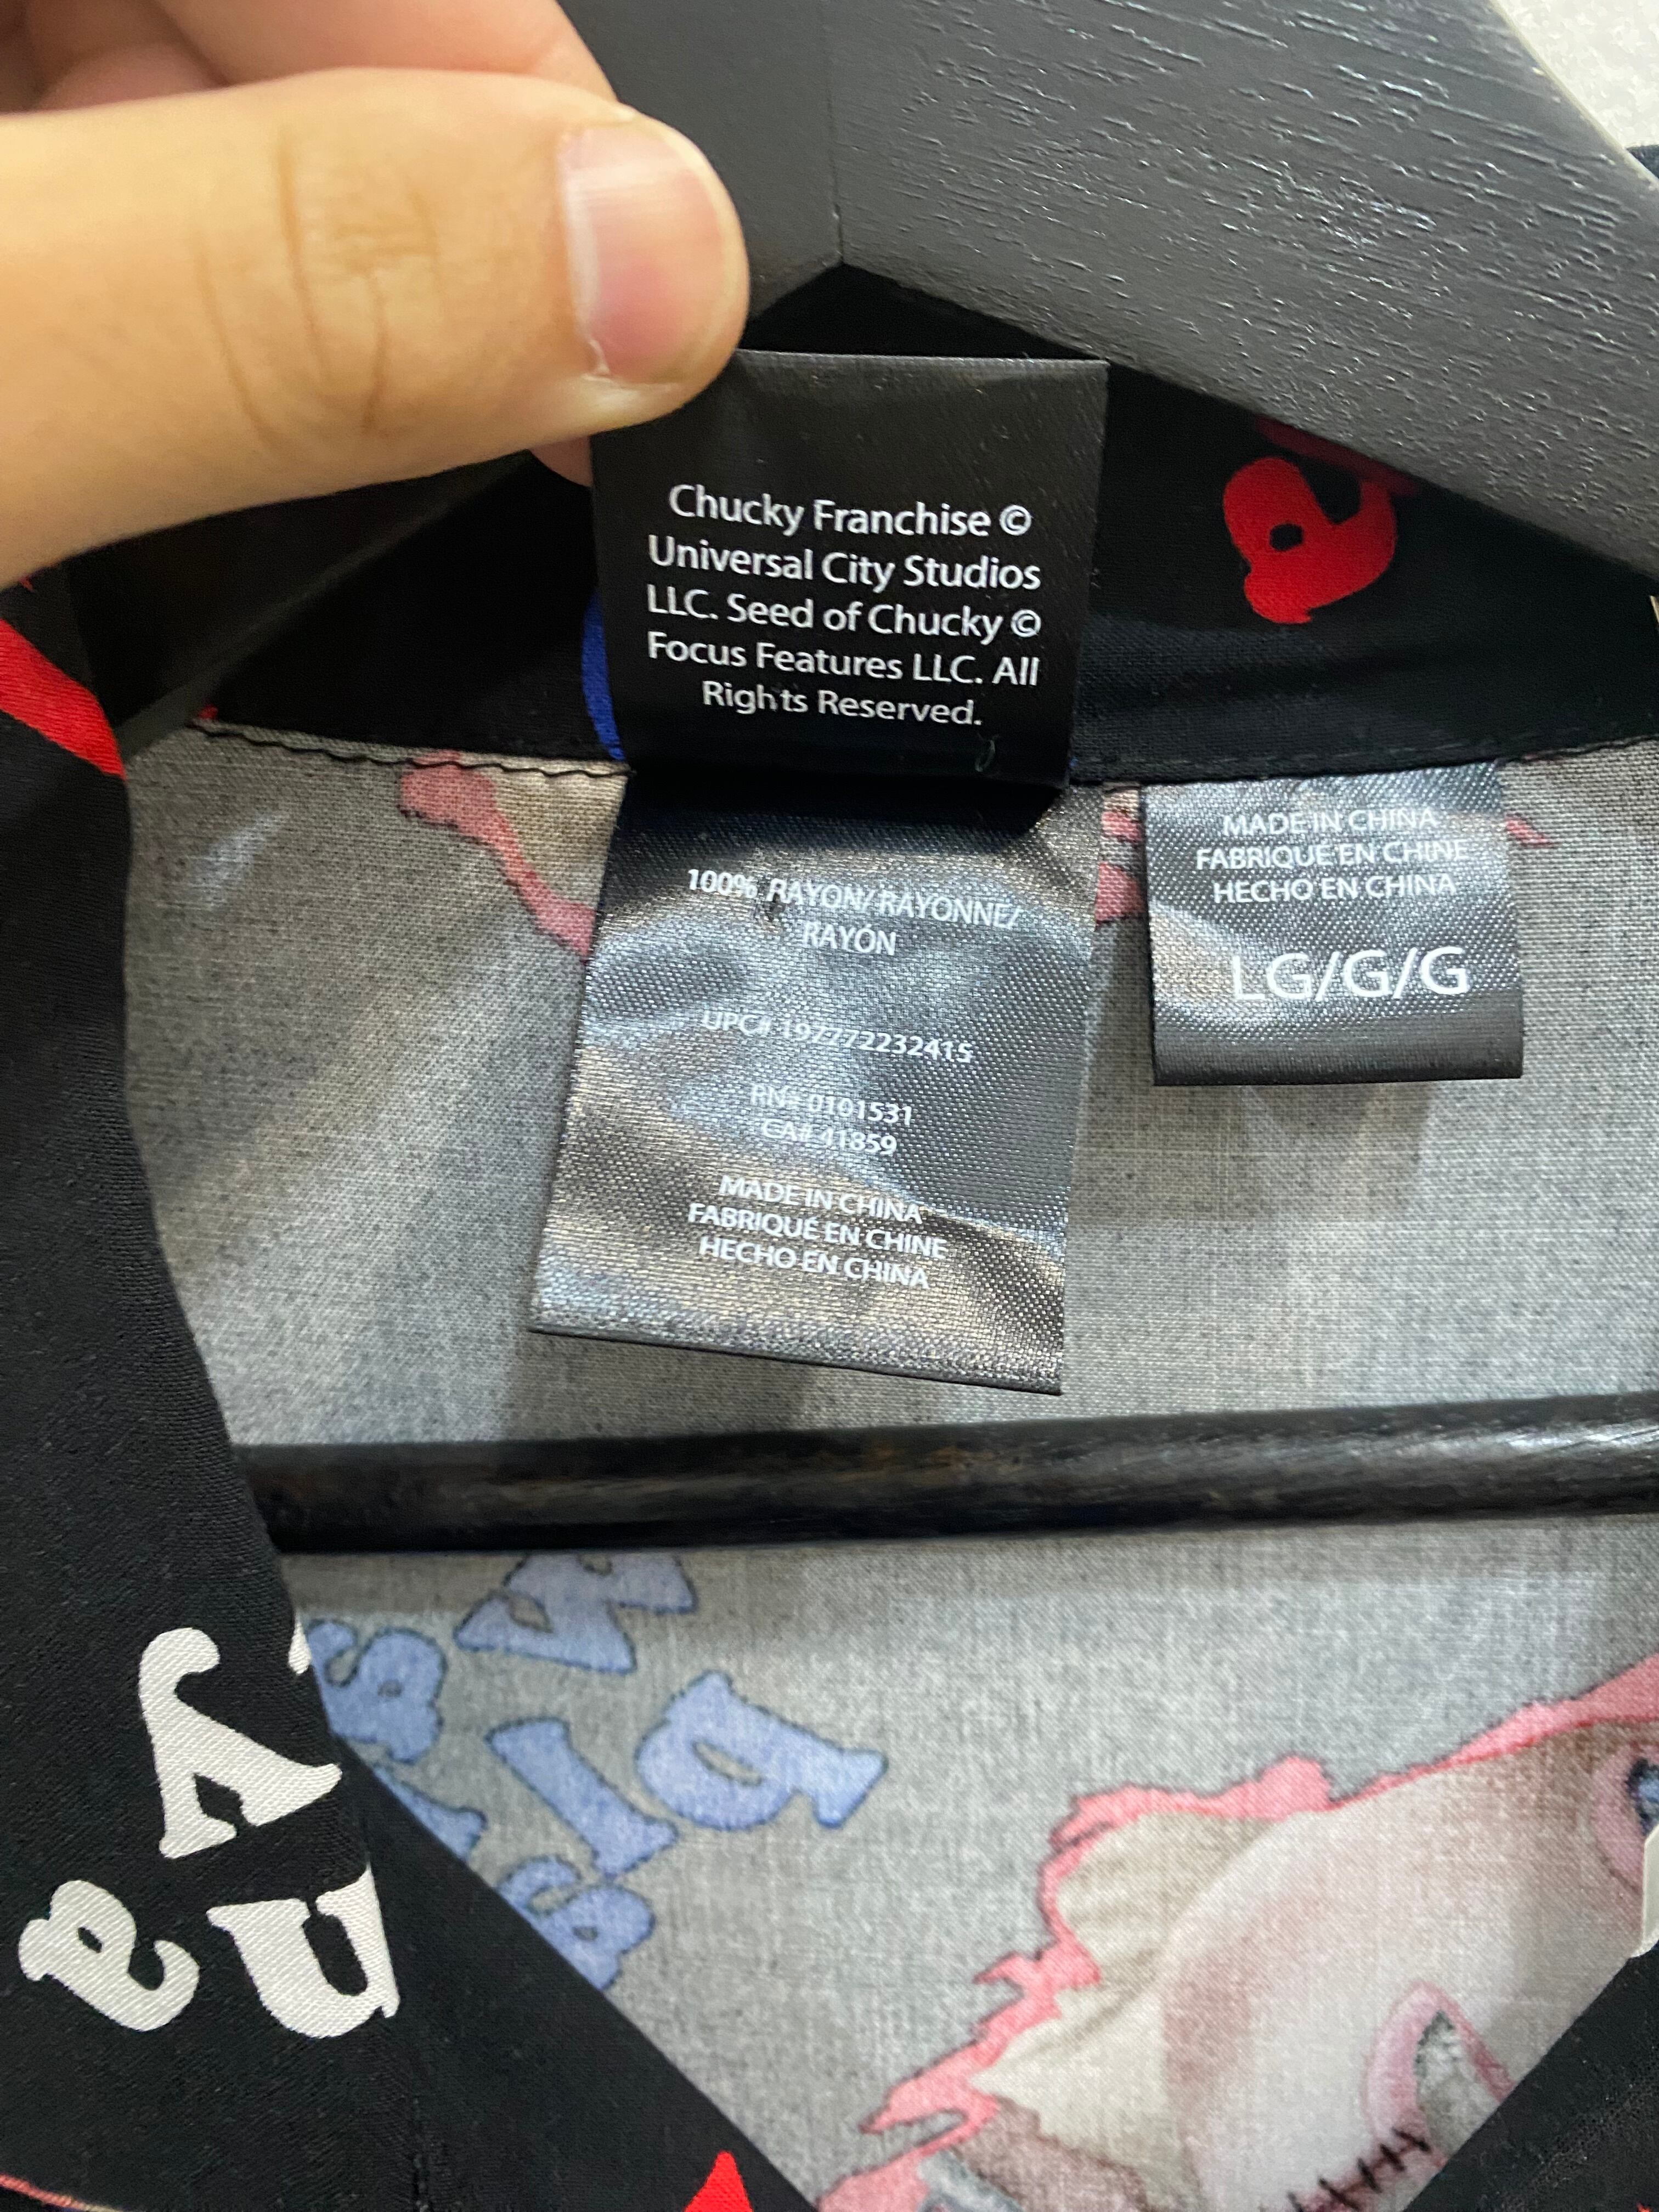 Chucky Franchise ©
Universal City Studios
LLC. Seed of Chucky ©
Focus Features LLC. All
Rights Reserved.
100% RAYON/ RAYONNE/
RAYON
UPC# 197772232415
RN# 0101531
CA# 41859
MADE IN CHINA
FABRIQUÉ EN CHINE
HECHO EN CHINA
MADE IN CHINA
FABRIQUÉ EN CHINE
HECHO EN CHINA
LG/G/G